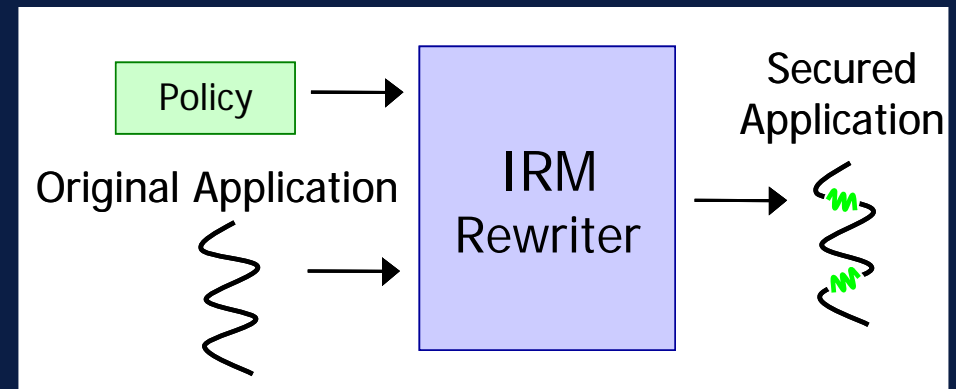 Policy
Original Application
IRM
Rewriter
Secured
Application